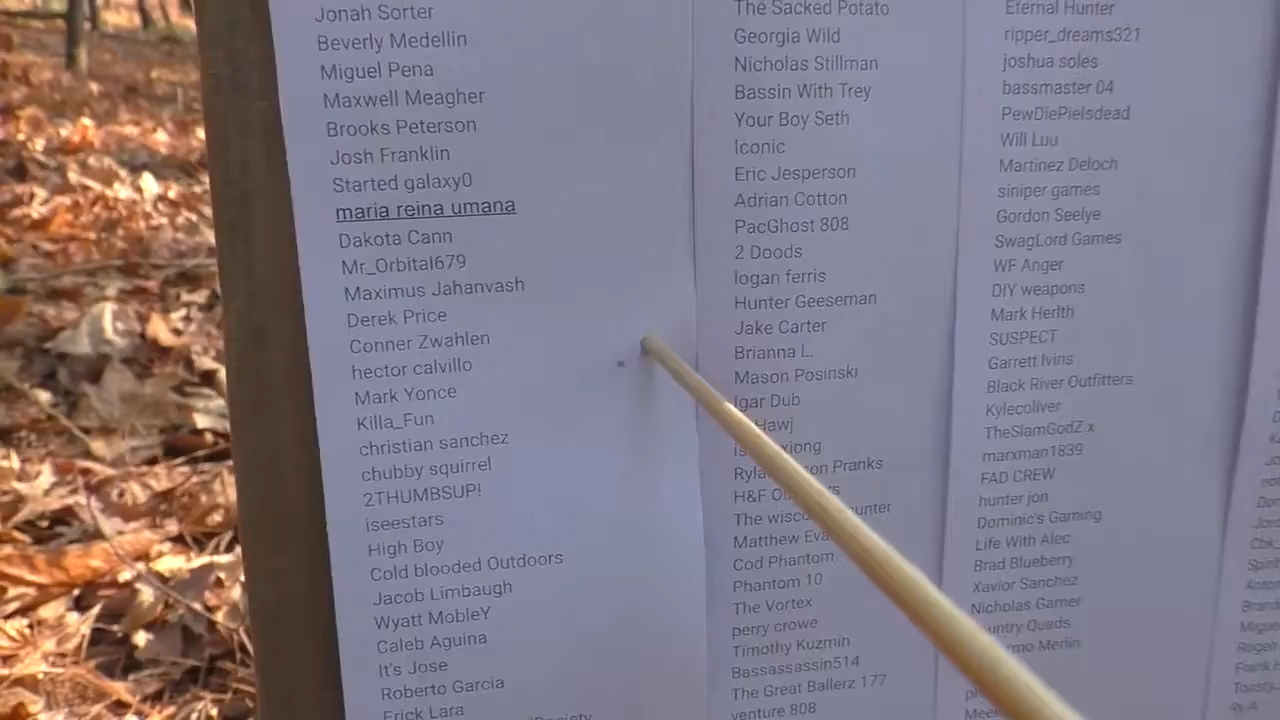 Jonah Sorter
Beverly Medellin
Miguel Pena
Maxwell Meagher
Brooks Peterson
Josh Franklin
Started galaxy0
maria reina umana
Dakota Cann
Mr_Orbital679
Maximus Jahanvash
Derek Price
Conner Zwahlen
hector calvillo
Mark Yonce
Killa_Fun
christian sanchez
chubby squirrel
2THUMBSUP!
iseestars
High Boy
Cold blooded Outdoors
Jacob Limbaugh
Wyatt MobleY
Caleb Aguina
It's Jose
Roberto Garcia
Erick Lara
The Sacked Potato
Georgia Wild
Nicholas Stillman
Bassin With Trey
Your Boy Seth
Iconic
Eric Jesperson
Adrian Cotton
PacGhost 808
2 Doods
logan ferris
Hunter Geeseman
Jake Carter
Brianna L.
Mason Posinski
Igar Dub
Hawj
Pranks
H&F
The
Matthew
Cod Phantom
Phantom 10
The Vortex
perry crowe
Timothy Kuzmin
Bassassassin514
The Great Ballerz 177
venture 808
Eternal Hunter
ripper_dreams321
joshua soles
bassmaster 04
PewDiePieIsdead
Will Luu
Martinez Deloch
siniper games
Gordon Seelye
SwagLord Games
WF Anger
DIY weapons
Mark Herlth
SUSPECT
Garrett Ivins
Black River Outfitters
Kylecoliver
TheSlamGodZ x
marxman1839
FAD CREW
hunter jon
Dominic's Gaming
Life With Alec
Brad Blueberry
Xavior Sanchez
Nicholas Gamer
Quads
Merlin